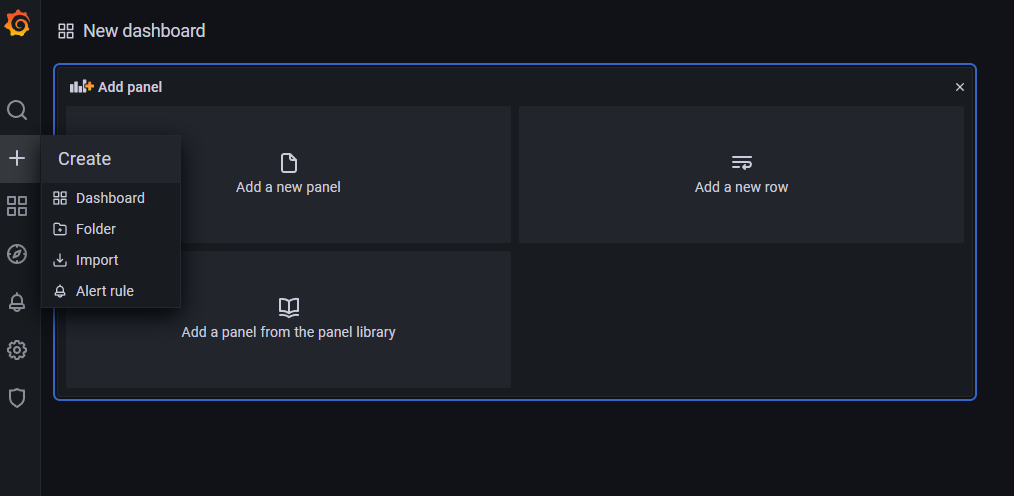 New dashboard
Add panel
Create
Dashboard
Folder
Import
Alert rule
Add a new panel
Add a new row
Add a panel from the panel library